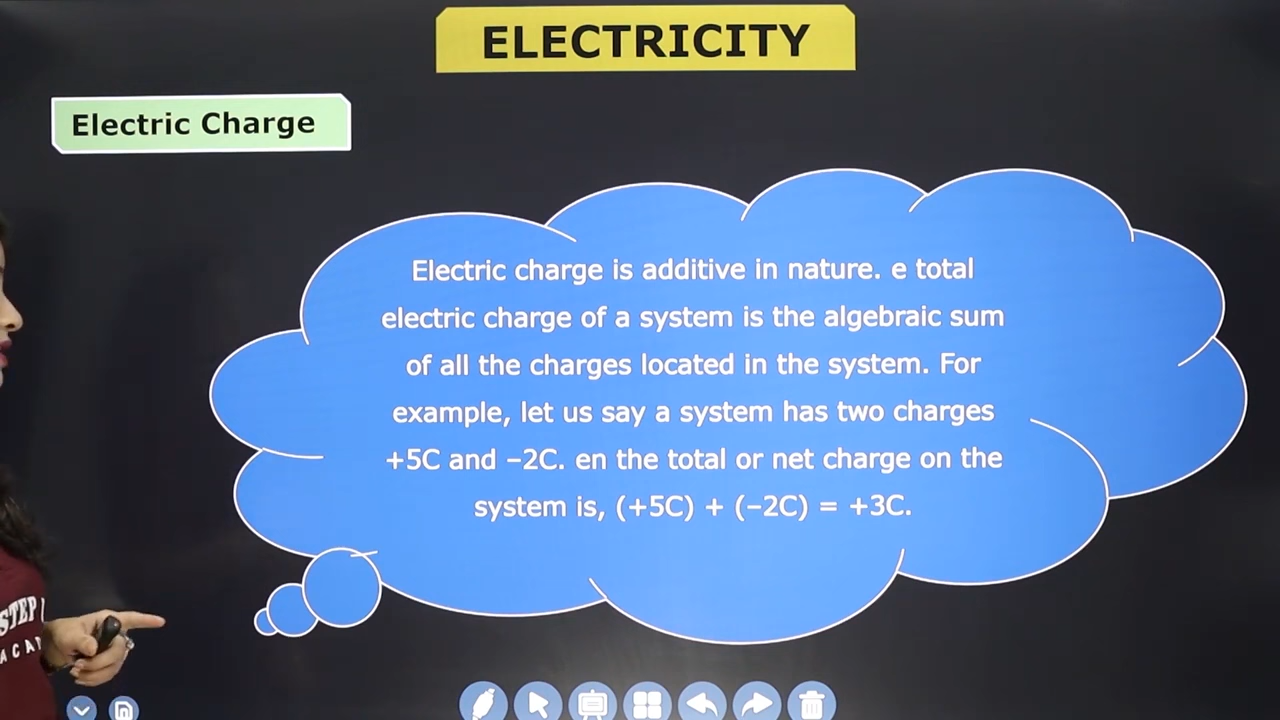 ELECTRICITY
Electric Charge
Electric charge is additive in nature. e total
electric charge of a system is the algebraic sum
of all the charges located in the system. For
example, let us say a system has two charges
+5C and –2C. en the total or net charge on the
system is, (+5C) + (–2C) = +3C.
STEP
ACAD